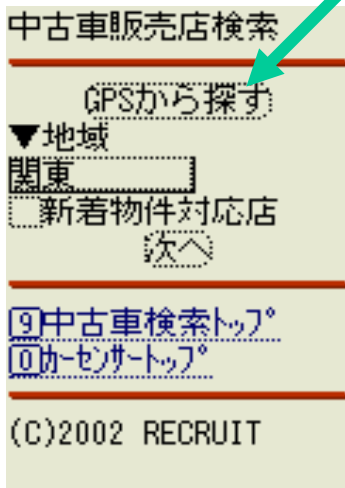 中古車販売店検索
GPSから探す
▼地域
関東
新着物件対応店
次へ
9中古車検索ﾄｯﾌﾟ
0ｶｰｾﾝｻｰﾄｯﾌﾟ
(C)2002 RECRUIT